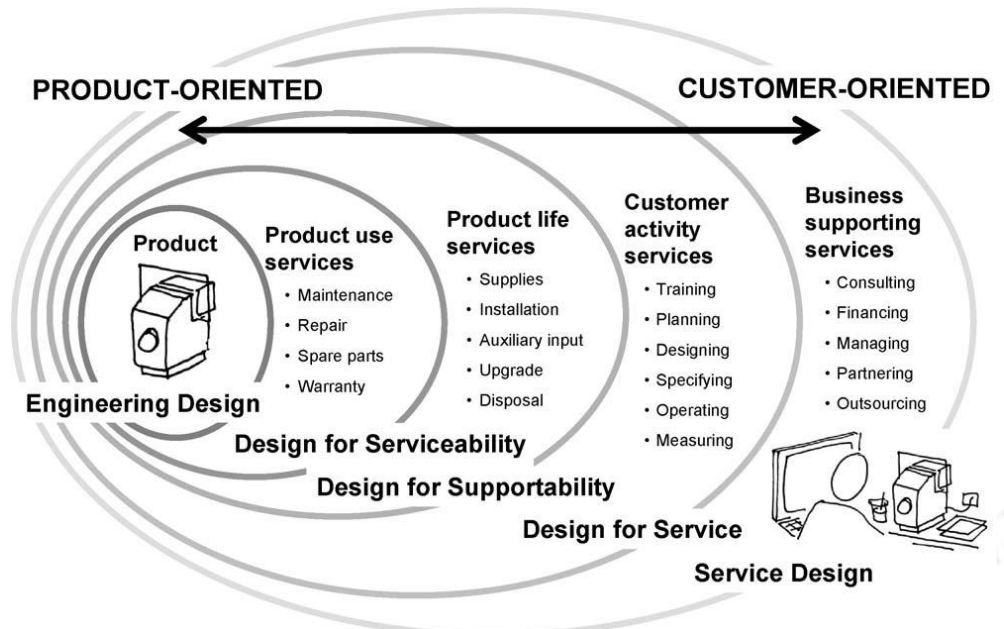 PRODUCT-ORIENTED
CUSTOMER-ORIENTED
Product
Engineering Design
Product use
services
• Maintenance
• Repair
• Spare parts
• Warranty
Design for Serviceability
Product life
services
• Supplies
• Installation
• Auxiliary input
• Upgrade
• Disposal
Design for Supportability
Customer
activity
services
• Training
• Planning
• Designing
• Specifying
• Operating
• Measuring
Design for Service
Business
supporting
services
• Consulting
• Financing
• Managing
• Partnering
• Outsourcing
Service Design